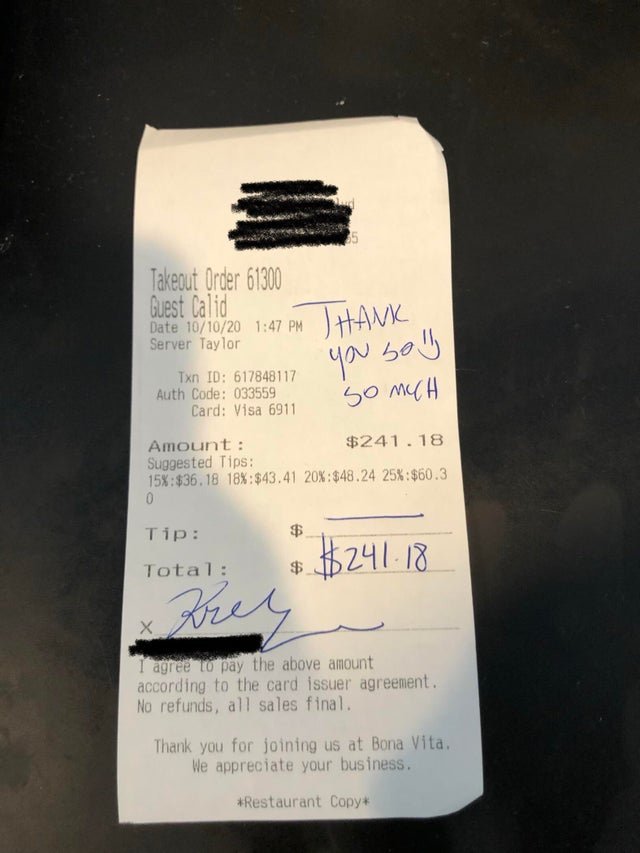 Takeout Order 61300
Guest Calid
Date 10/10/20 1:47 PM
Server Taylor
THANK
you so
so much
Txn ID: 617848117
Auth Code: 033559
Card: Visa 6911
Amount: $241.18
Suggested Tips:
15%:$36.18 18%:$43.41 20%:$48.24 25%:$60.3
0
Tip: $
Total: $ $241.18
X
I agree to pay the above amount
according to the card issuer agreement.
No refunds, all sales final.
Thank you for joining us at Bona Vita.
We appreciate your business.
*Restaurant Copy*